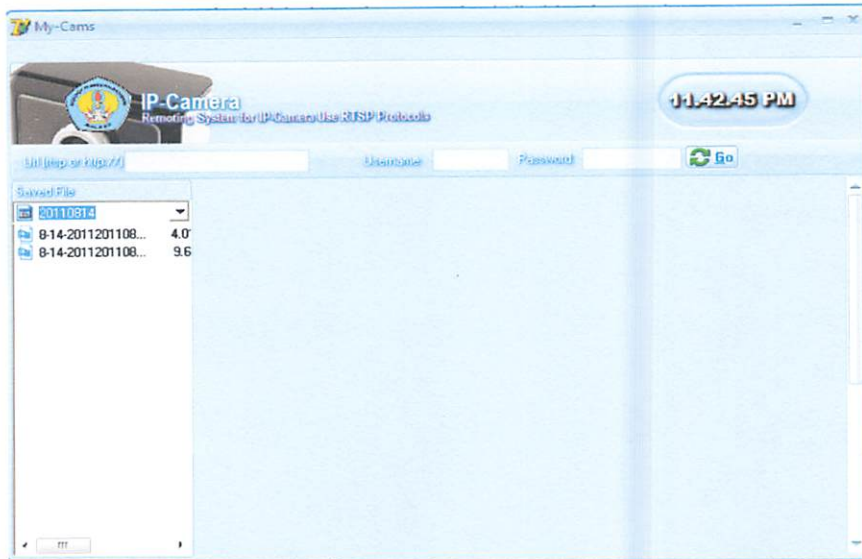 My-Cams
IP-Camera
Remoting System for IP-Camera Use RTSP Protocols
11.42.45 PM
Url (rtsp or http://)
Username
Password
Go
Saved File
20110814
8-14-2011201108... 4.0
8-14-2011201108... 9.6